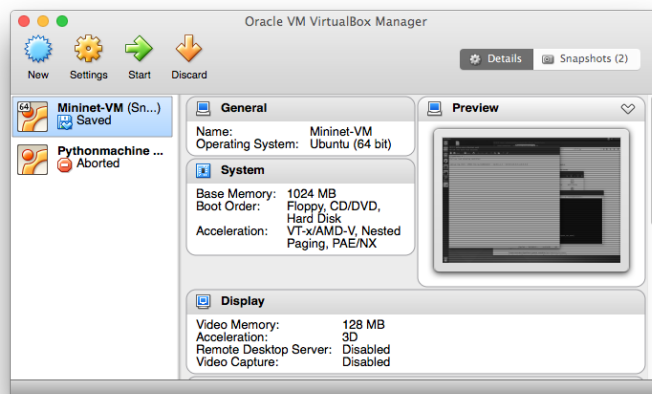 Oracle VM VirtualBox Manager
New Settings Start Discard
Details Snapshots (2)
64 Mininet-VM (Sn...)
Saved
Pythonmachine ...
Aborted
General
Name: Mininet-VM
Operating System: Ubuntu (64 bit)
System
Base Memory: 1024 MB
Boot Order: Floppy, CD/DVD,
Hard Disk
Acceleration: VT-x/AMD-V, Nested
Paging, PAE/NX
Preview
Display
Video Memory: 128 MB
Acceleration: 3D
Remote Desktop Server: Disabled
Video Capture: Disabled